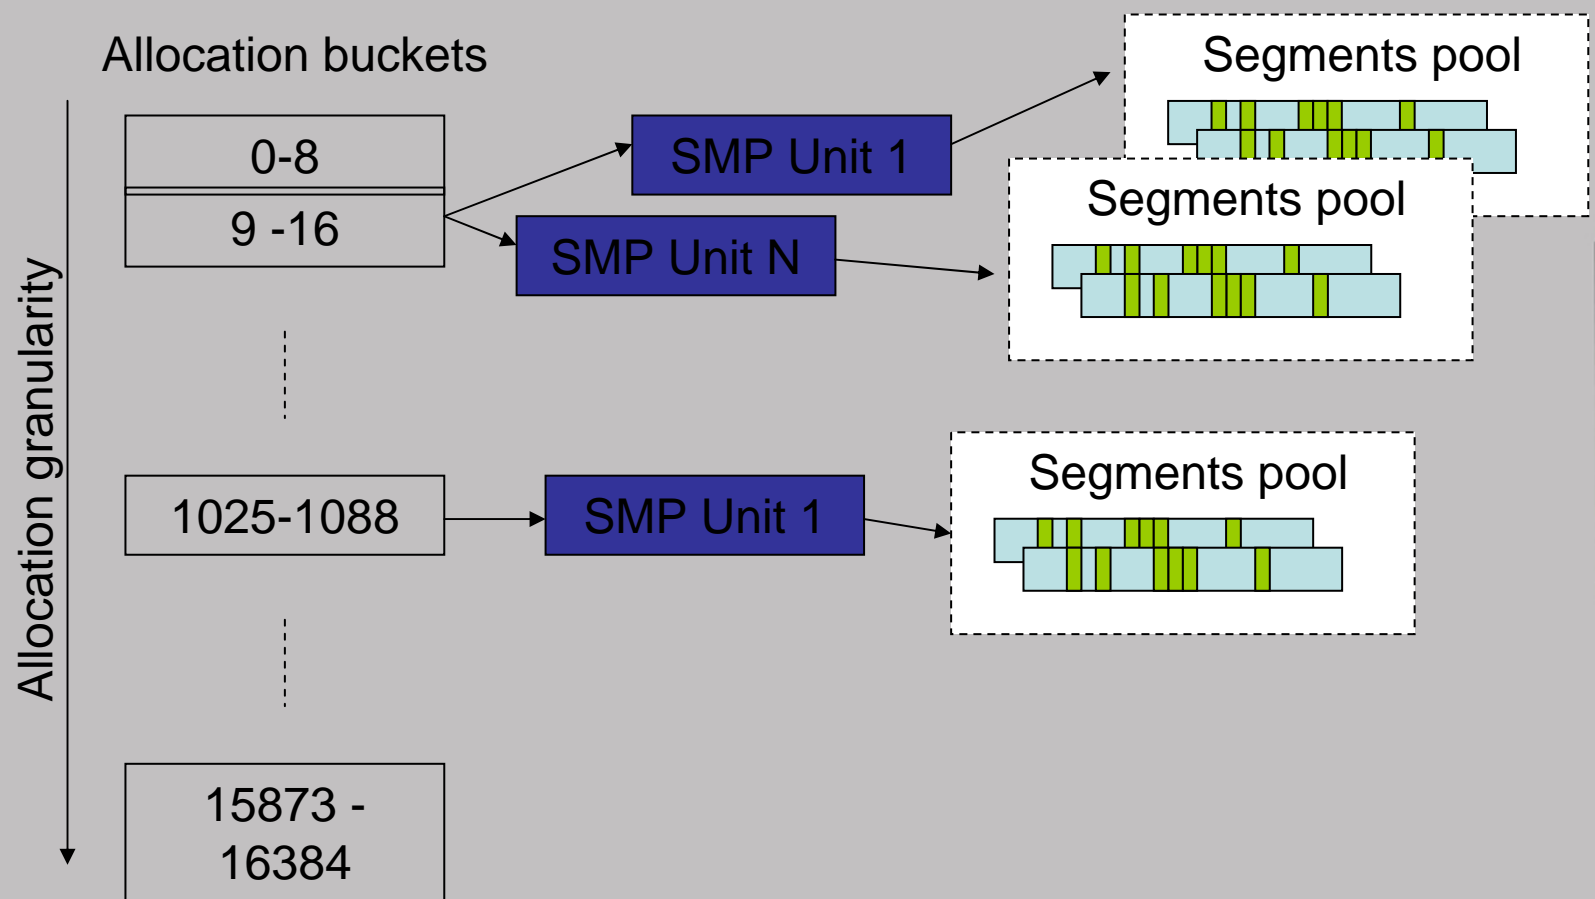 Allocation buckets
Segments pool
0-8
SMP Unit 1
9 -16
Segments pool
SMP Unit N
Allocation granularity
1025-1088
SMP Unit 1
Segments pool
15873 -
16384